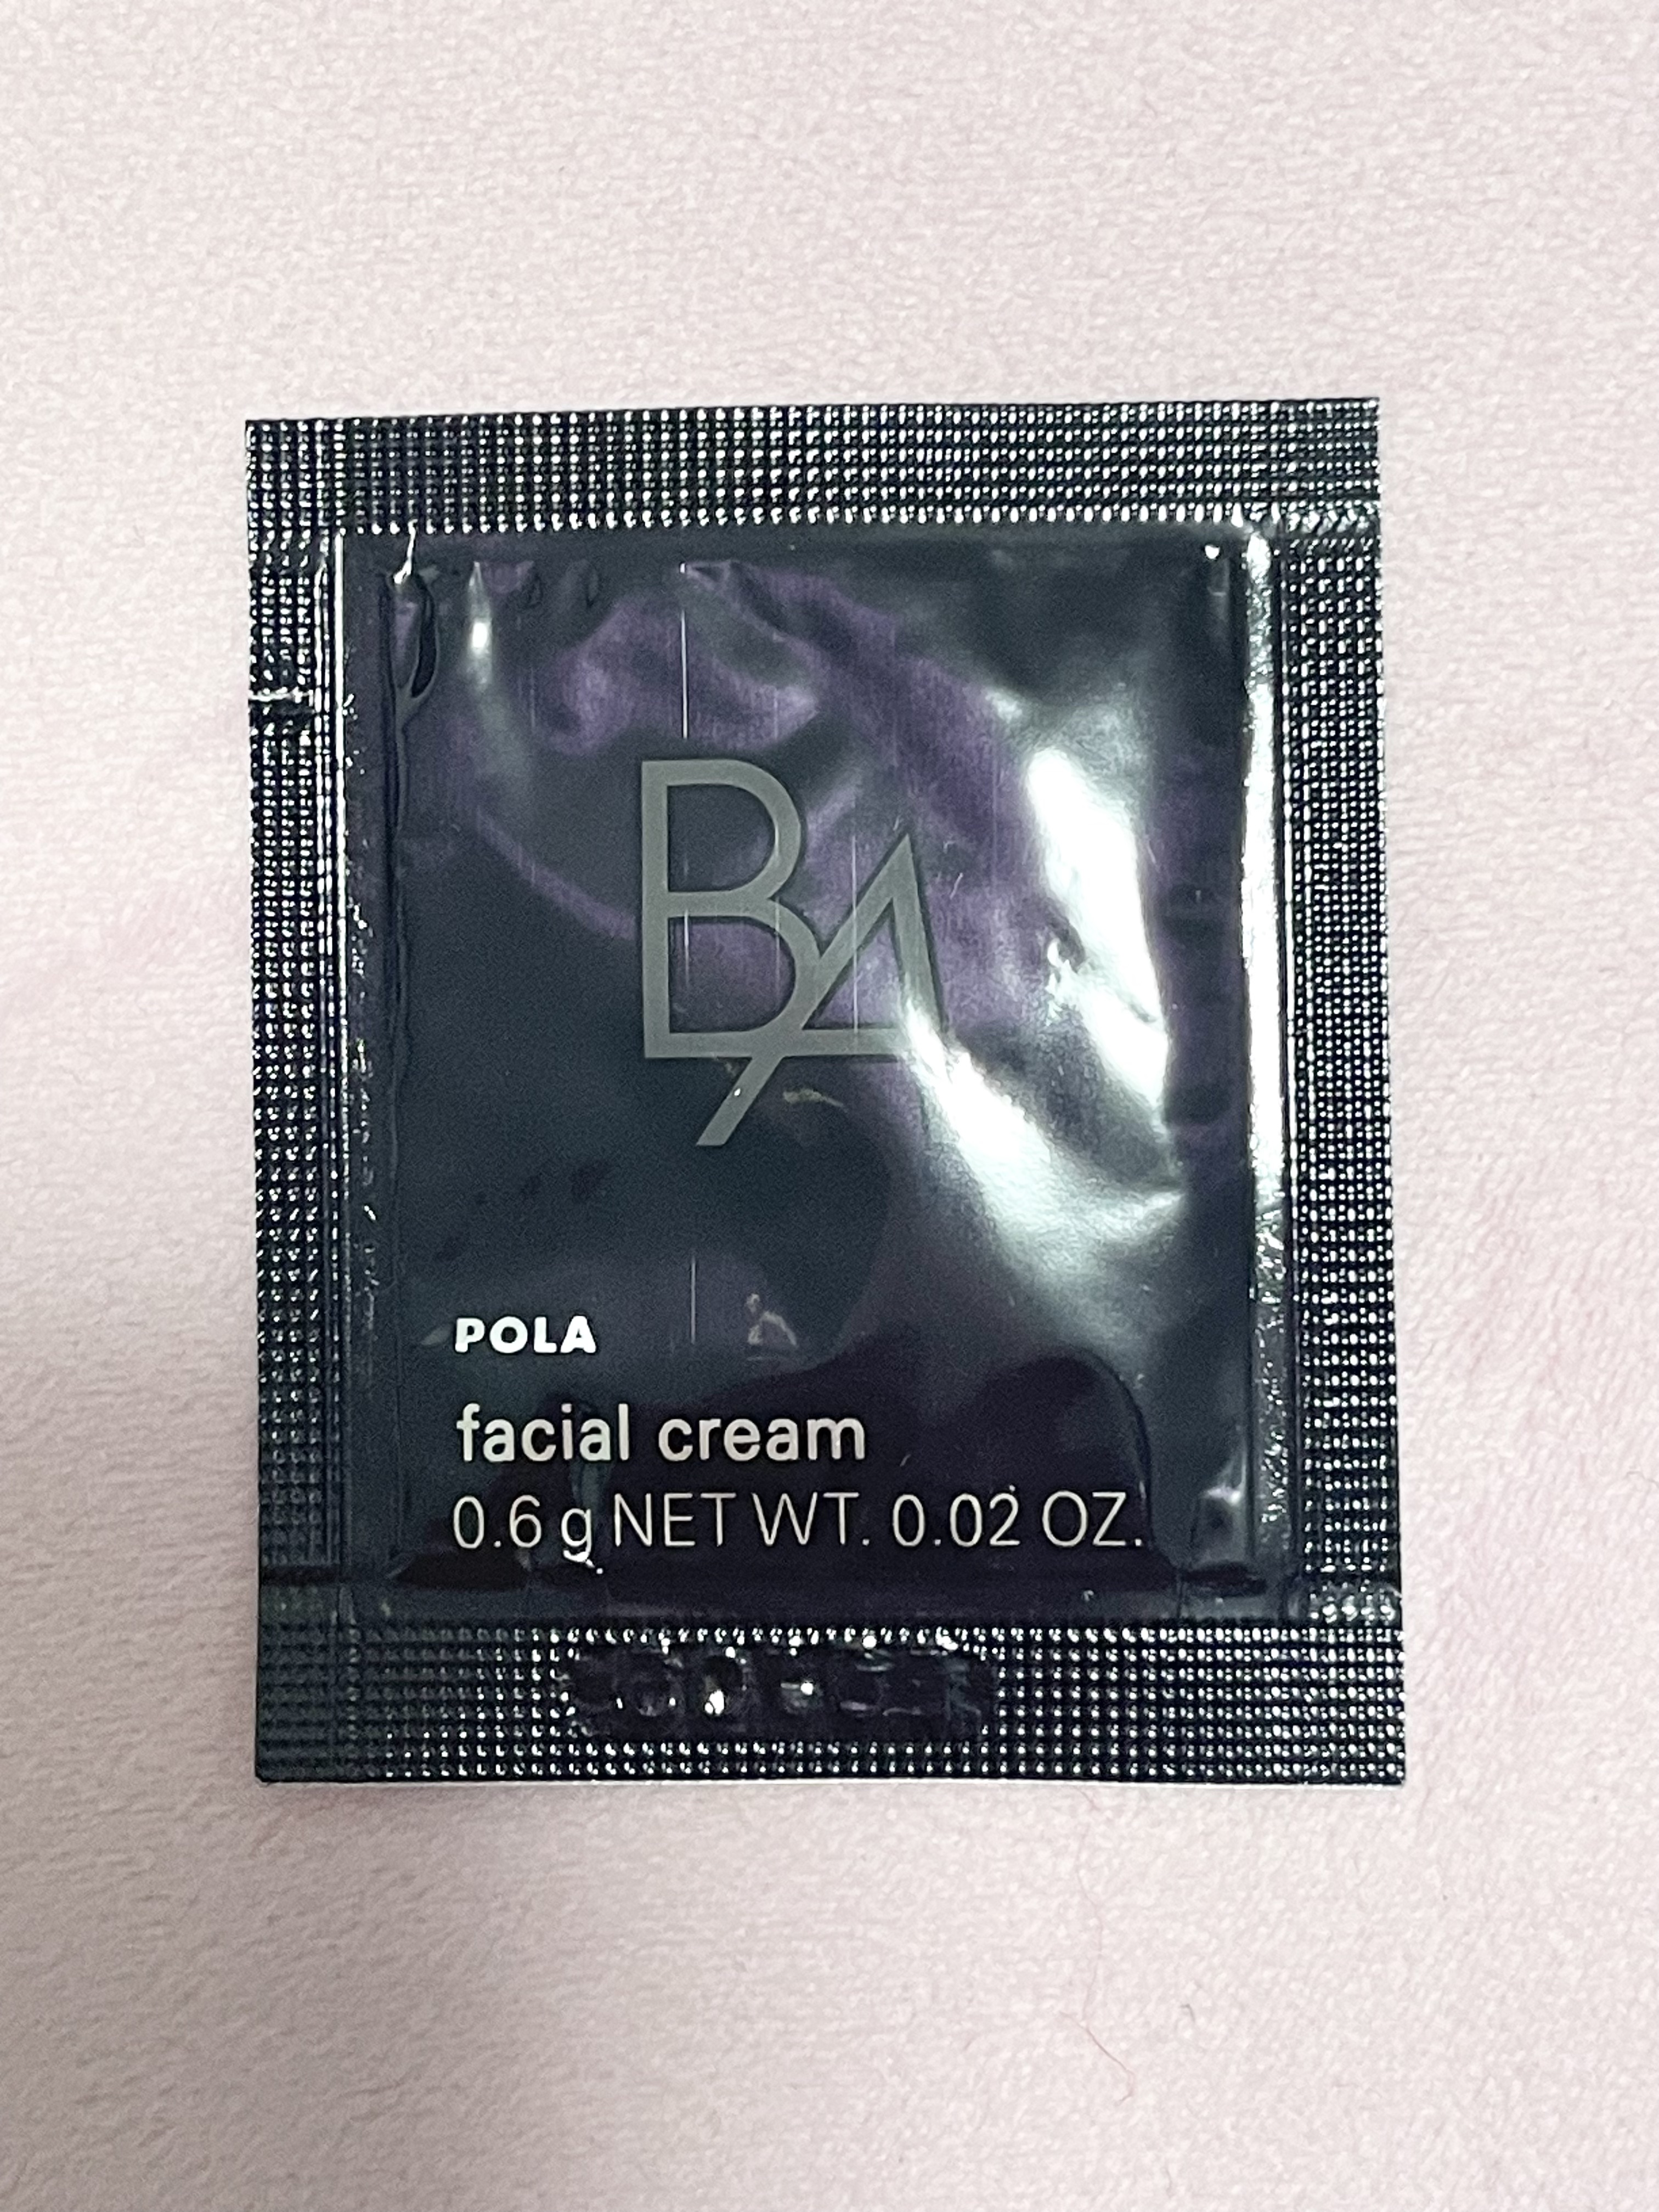 BA
POLA
facial cream
0.6 g NET WT. 0.02 OZ.